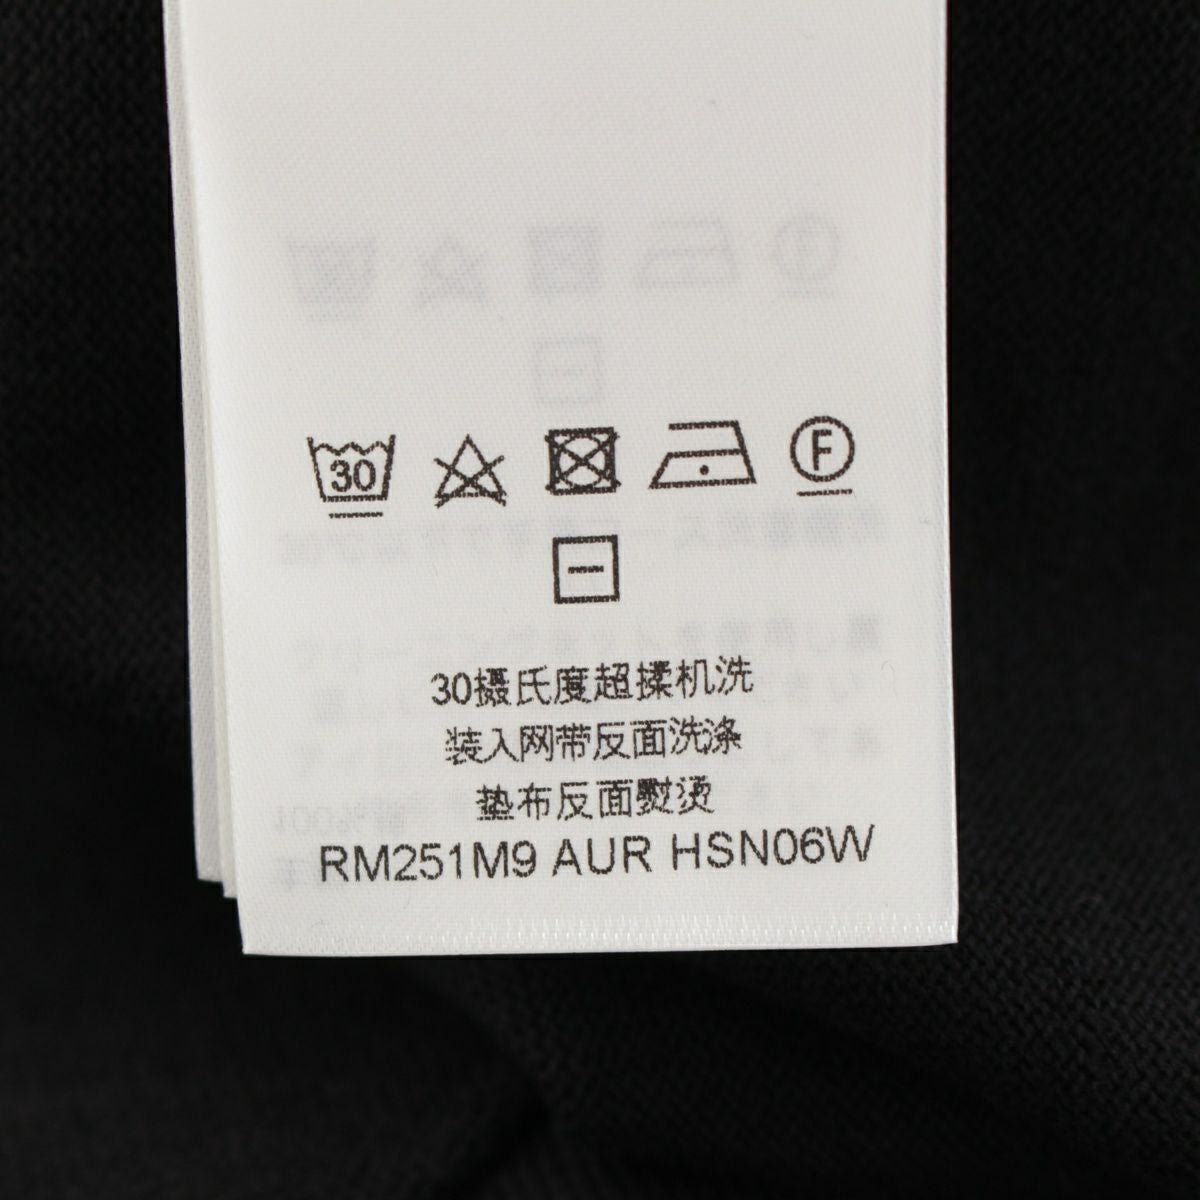 30
F
30摄氏度超揉机洗
装入网带反面洗涤
垫布反面熨烫
RM251M9 AUR HSN06W